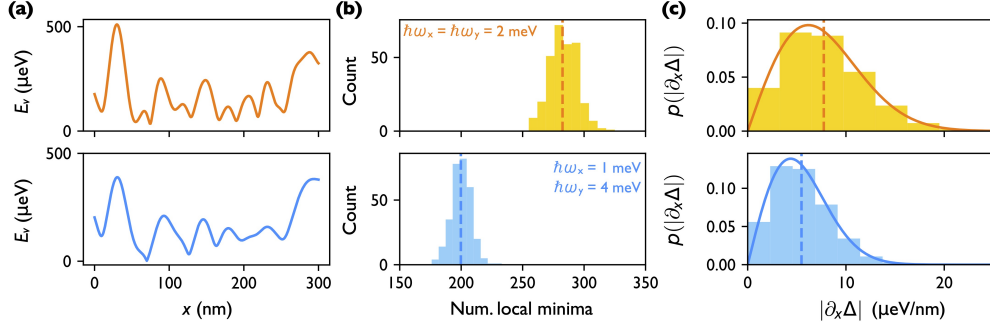 (a) (b) (c)
500
E_v (μeV)
0
500
E_v (μeV)
0
0 100 200 300
x (nm)
ħω_x = ħω_y = 2 meV
Count
50
0
ħω_x = 1 meV
ħω_y = 4 meV
Count
50
0
150 200 250 300 350
Num. local minima
0.10
0.05
0.00
p(|∂_xΔ|)
0.10
0.05
0.00
p(|∂_xΔ|)
0 10 20
|∂_xΔ| (μeV/nm)